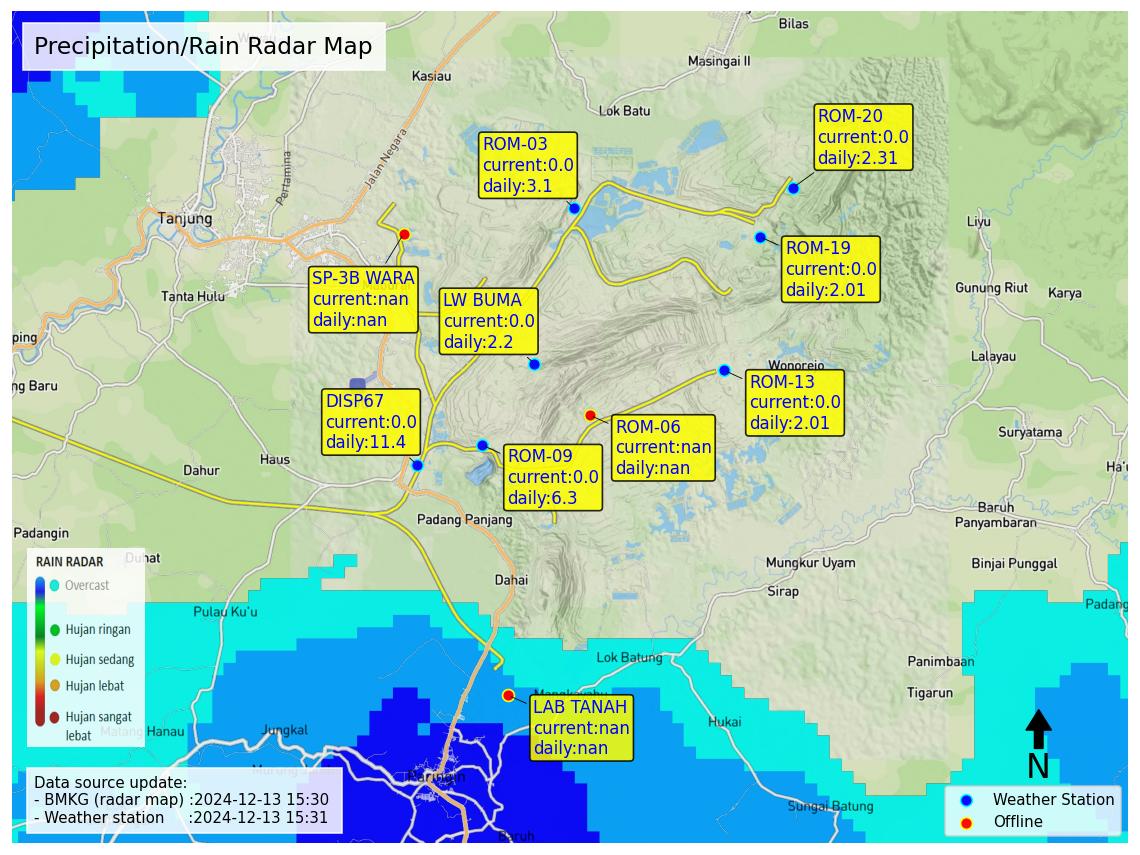 Precipitation/Rain Radar Map
Bilas
Masingai II
Kasiau
Lok Batu
Jalan Negara
Pertamina
Tanjung
Tanta Hulu
ROM-20
current:0.0
daily:2.31
ROM-03
current:0.0
daily:3.1
ROM-19
current:0.0
daily:2.01
SP-3B WARA
current:nan
daily:nan
LW BUMA
current:0.0
daily:2.2
Liyu
Gunung Riut
Karya
Lalayau
ping
ng Baru
Wonorejo
ROM-13
current:0.0
daily:2.01
DISP67
current:0.0
daily:11.4
ROM-06
current:nan
daily:nan
ROM-09
current:0.0
daily:6.3
Suryatama
Haus
Dahur
Ha'u
Padang Panjang
Baruh
Panyambaran
Padangin
Duhat
Dahai
Mungkur Uyam
Binjai Punggal
Sirap
Padang
Pulau Ku'u
RAIN RADAR
Overcast
Hujan ringan
Hujan sedang
Hujan lebat
Hujan sangat
lebat
Lok Batung
Panimbaan
Tigarun
LAB TANAH
current:nan
daily:nan
Hukai
Matang Hanau
Jungkal
Paringin
Sungai Batung
Baruh
N
Data source update:
- BMKG (radar map) :2024-12-13 15:30
- Weather station :2024-12-13 15:31
Weather Station
Offline